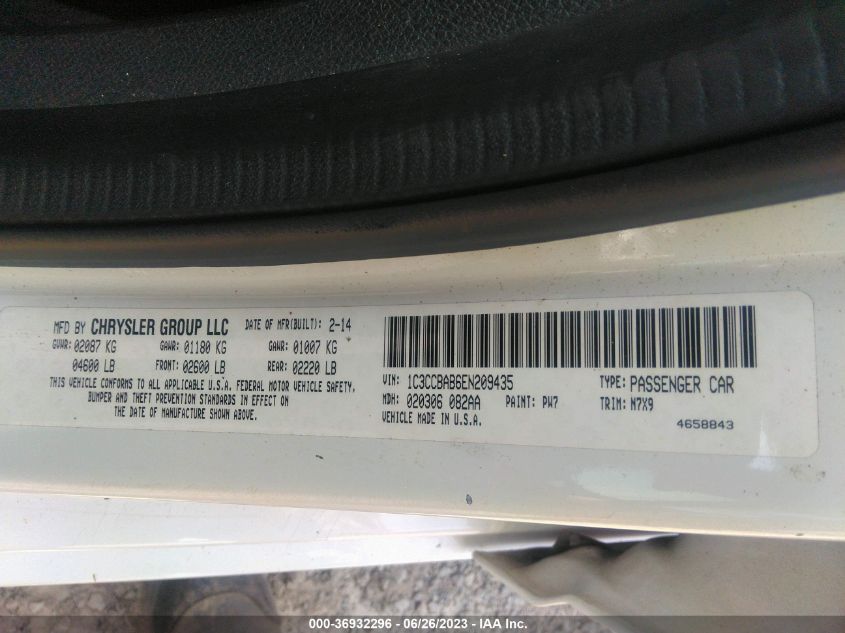 MFD BY CHRYSLER GROUP LLC DATE OF MFR(BUILT): 2-14
GVWR: 02087 KG GAWR: 01180 KG GAWR: 01007 KG
04600 LB FRONT: 02600 LB REAR: 02220 LB
THIS VEHICLE CONFORMS TO ALL APPLICABLE U.S.A. FEDERAL MOTOR VEHICLE SAFETY,
BUMPER AND THEFT PREVENTION STANDARDS IN EFFECT ON
THE DATE OF MANUFACTURE SHOWN ABOVE.
VIN: 1C3CCBAB6EN209435 TYPE: PASSENGER CAR
MDH: 020306 082AA PAINT: PW7 TRIM: N7X9
VEHICLE MADE IN U.S.A.
4658843
000-36932296 - 06/26/2023 - IAA Inc.